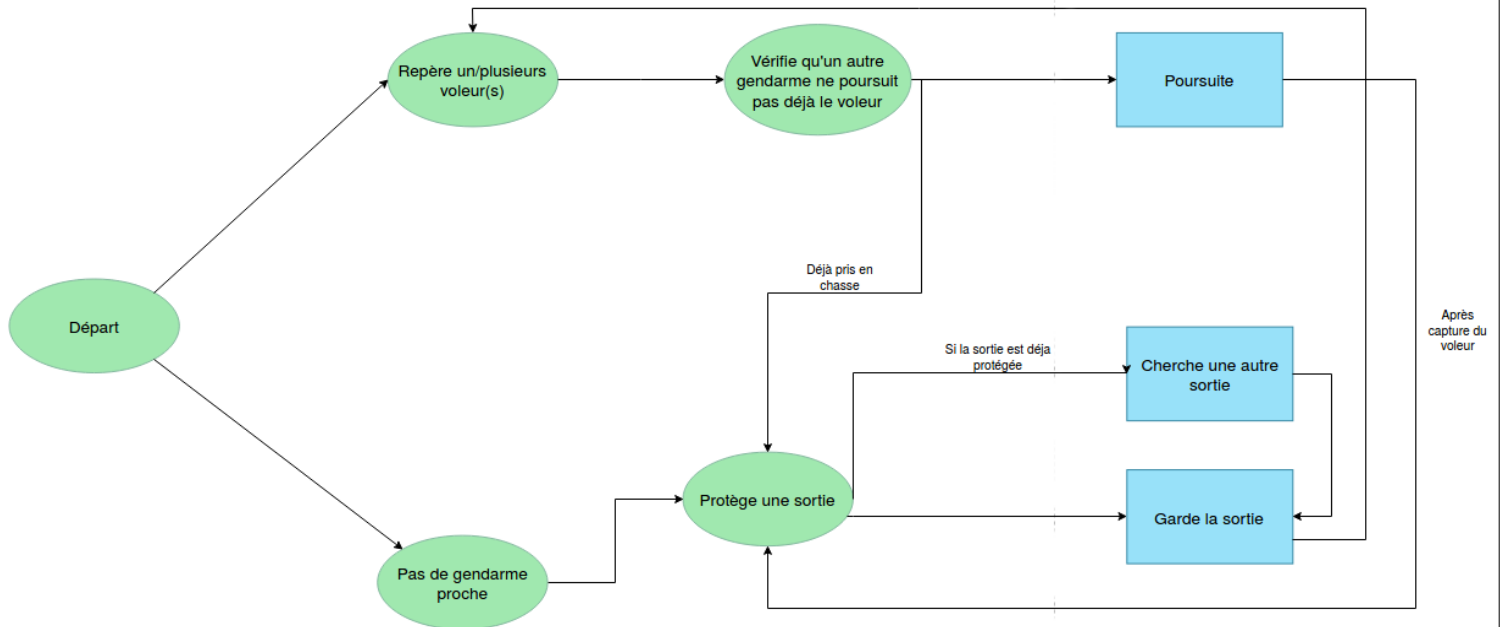 Repère un/plusieurs
voleur(s)
Vérifie qu'un autre
gendarme ne poursuit
pas déjà le voleur
Poursuite
Déjà pris en
chasse
Départ
Après
capture du
voleur
Si la sortie est déja
protégée
Cherche une autre
sortie
Protège une sortie
Garde la sortie
Pas de gendarme
proche